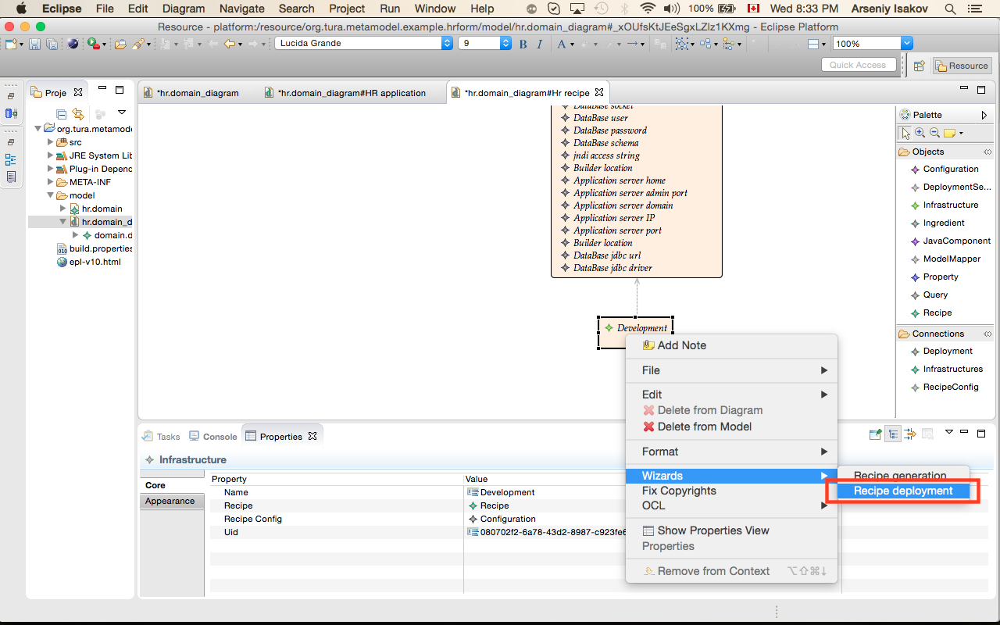 Eclipse File Edit Diagram Navigate Search Project Run Window Help 100% Wed 8:33 PM Arseniy Isakov
Resource - platform:/resource/org.tura.metamodel.example.hrform/model/hr.domain_diagram#_xOUfsKtJEeSgxLZlz1KXmg - Eclipse Platform
Lucida Grande 9 B I A 100%
Quick Access Resource
Proje
*hr.domain_diagram *hr.domain_diagram#HR application *hr.domain_diagram#Hr recipe
org.tura.metamode
src
JRE System Lib
Plug-in Depenc
META-INF
model
hr.domain
hr.domain_d
domain.d
build.properties
epl-v10.html
DataBase socket
DataBase user
DataBase password
DataBase schema
jndi access string
Builder location
Application server home
Application server admin port
Application server domain
Application server IP
Application server port
Builder location
DataBase jdbc url
DataBase jdbc driver
Development
Palette
Objects
Configuration
DeploymentSe...
Infrastructure
Ingredient
JavaComponent
ModelMapper
Property
Query
Recipe
Connections
Deployment
Infrastructures
RecipeConfig
Add Note
File
Edit
Delete from Diagram
Delete from Model
Format
Wizards
Fix Copyrights
OCL
Show Properties View
Properties
Remove from Context ⌥⇧⌘↓
Recipe generation
Recipe deployment
Tasks Console Properties
Infrastructure
Core
Appearance
Property Value
Name Development
Recipe Recipe
Recipe Config Configuration
Uid 080702f2-6a78-43d2-8987-c923fe6